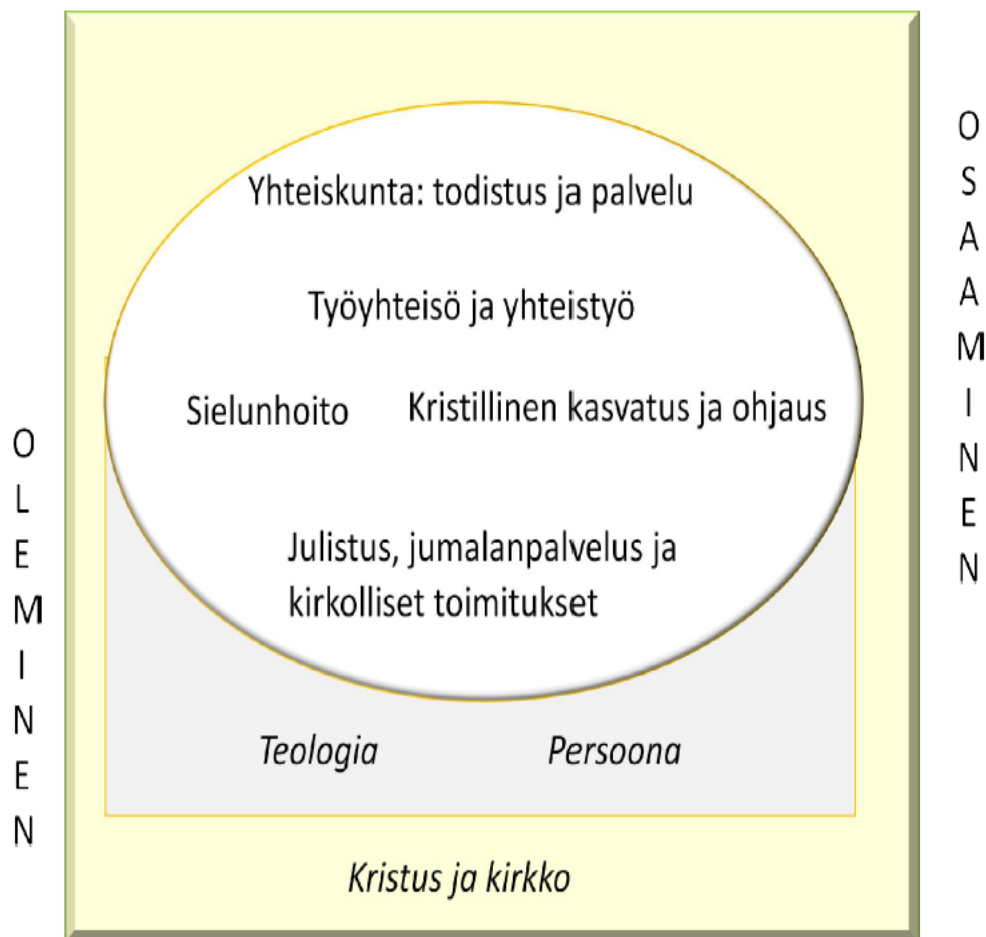 Yhteiskunta: todistus ja palvelu
Työyhteisö ja yhteistyö
Sielunhoito
Kristillinen kasvatus ja ohjaus
Julistus, jumalanpalvelus ja
kirkolliset toimitukset
Teologia
Persoona
Kristus ja kirkko
OLEMINEN
OSAAMINEN